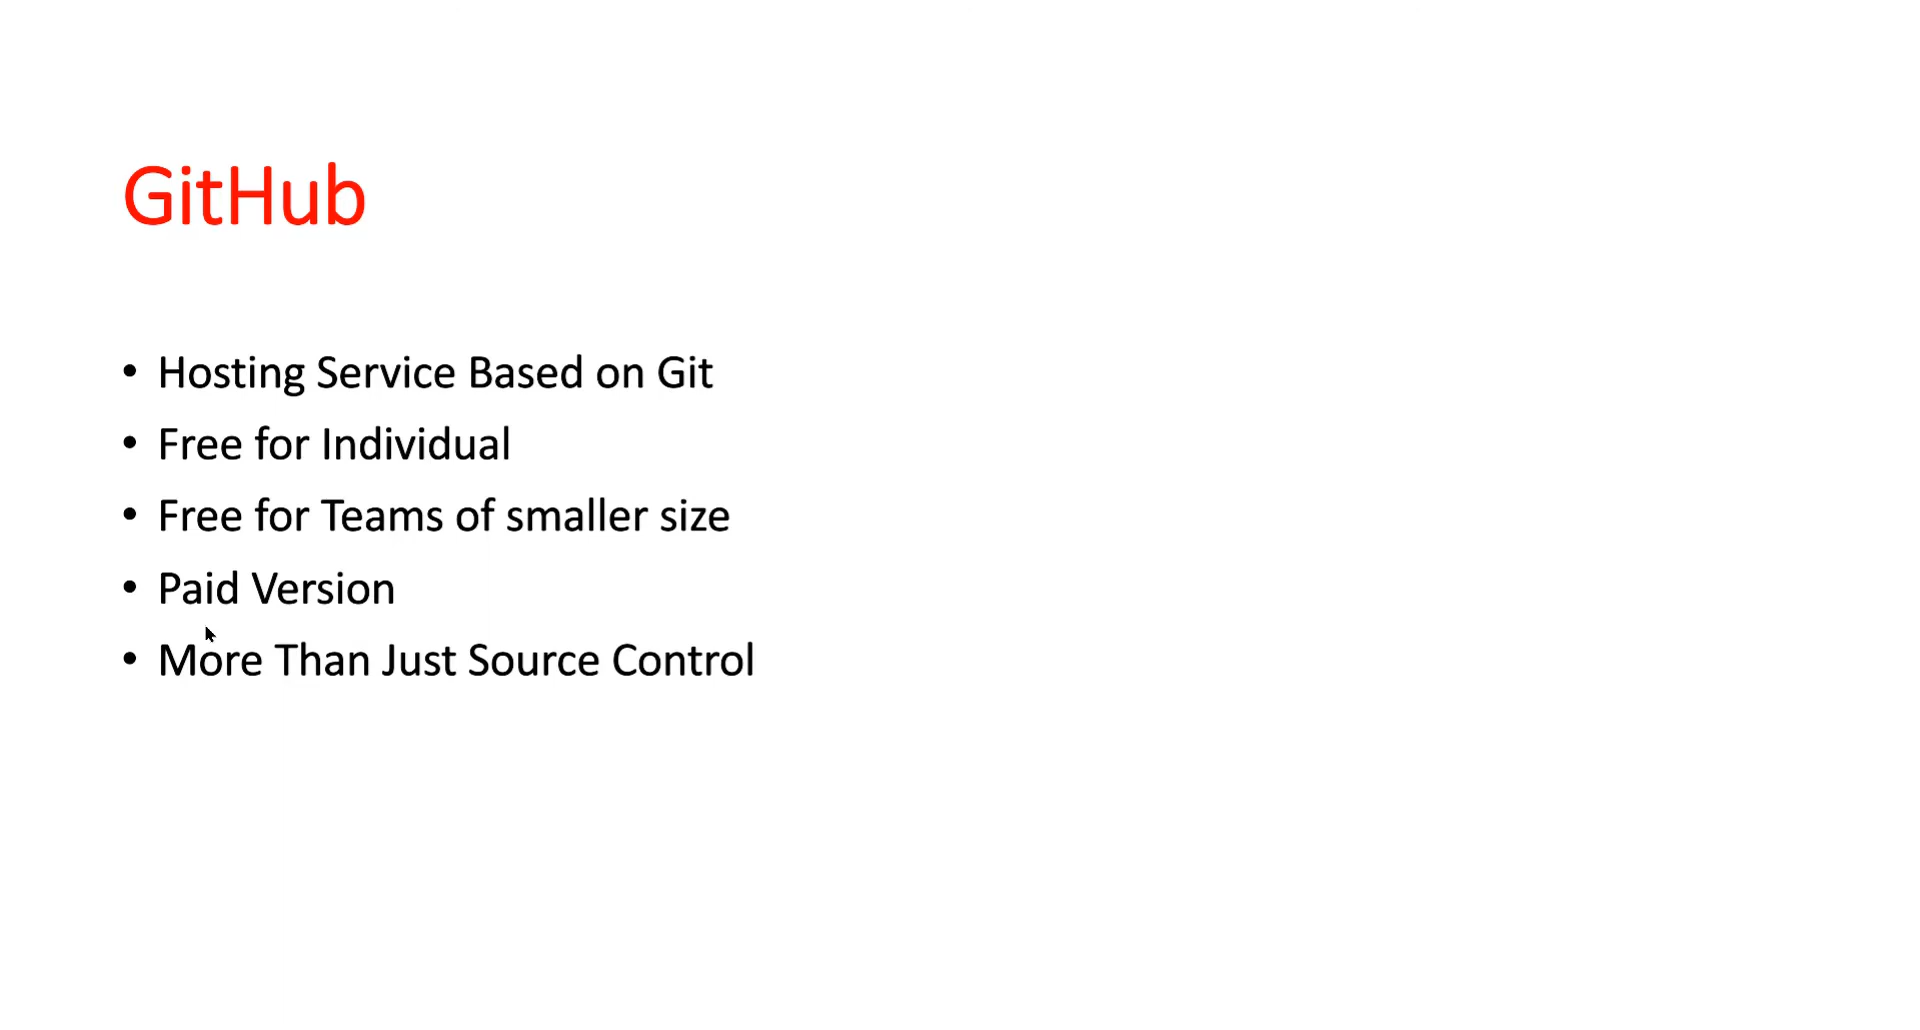 GitHub
• Hosting Service Based on Git
• Free for Individual
• Free for Teams of smaller size
• Paid Version
• More Than Just Source Control